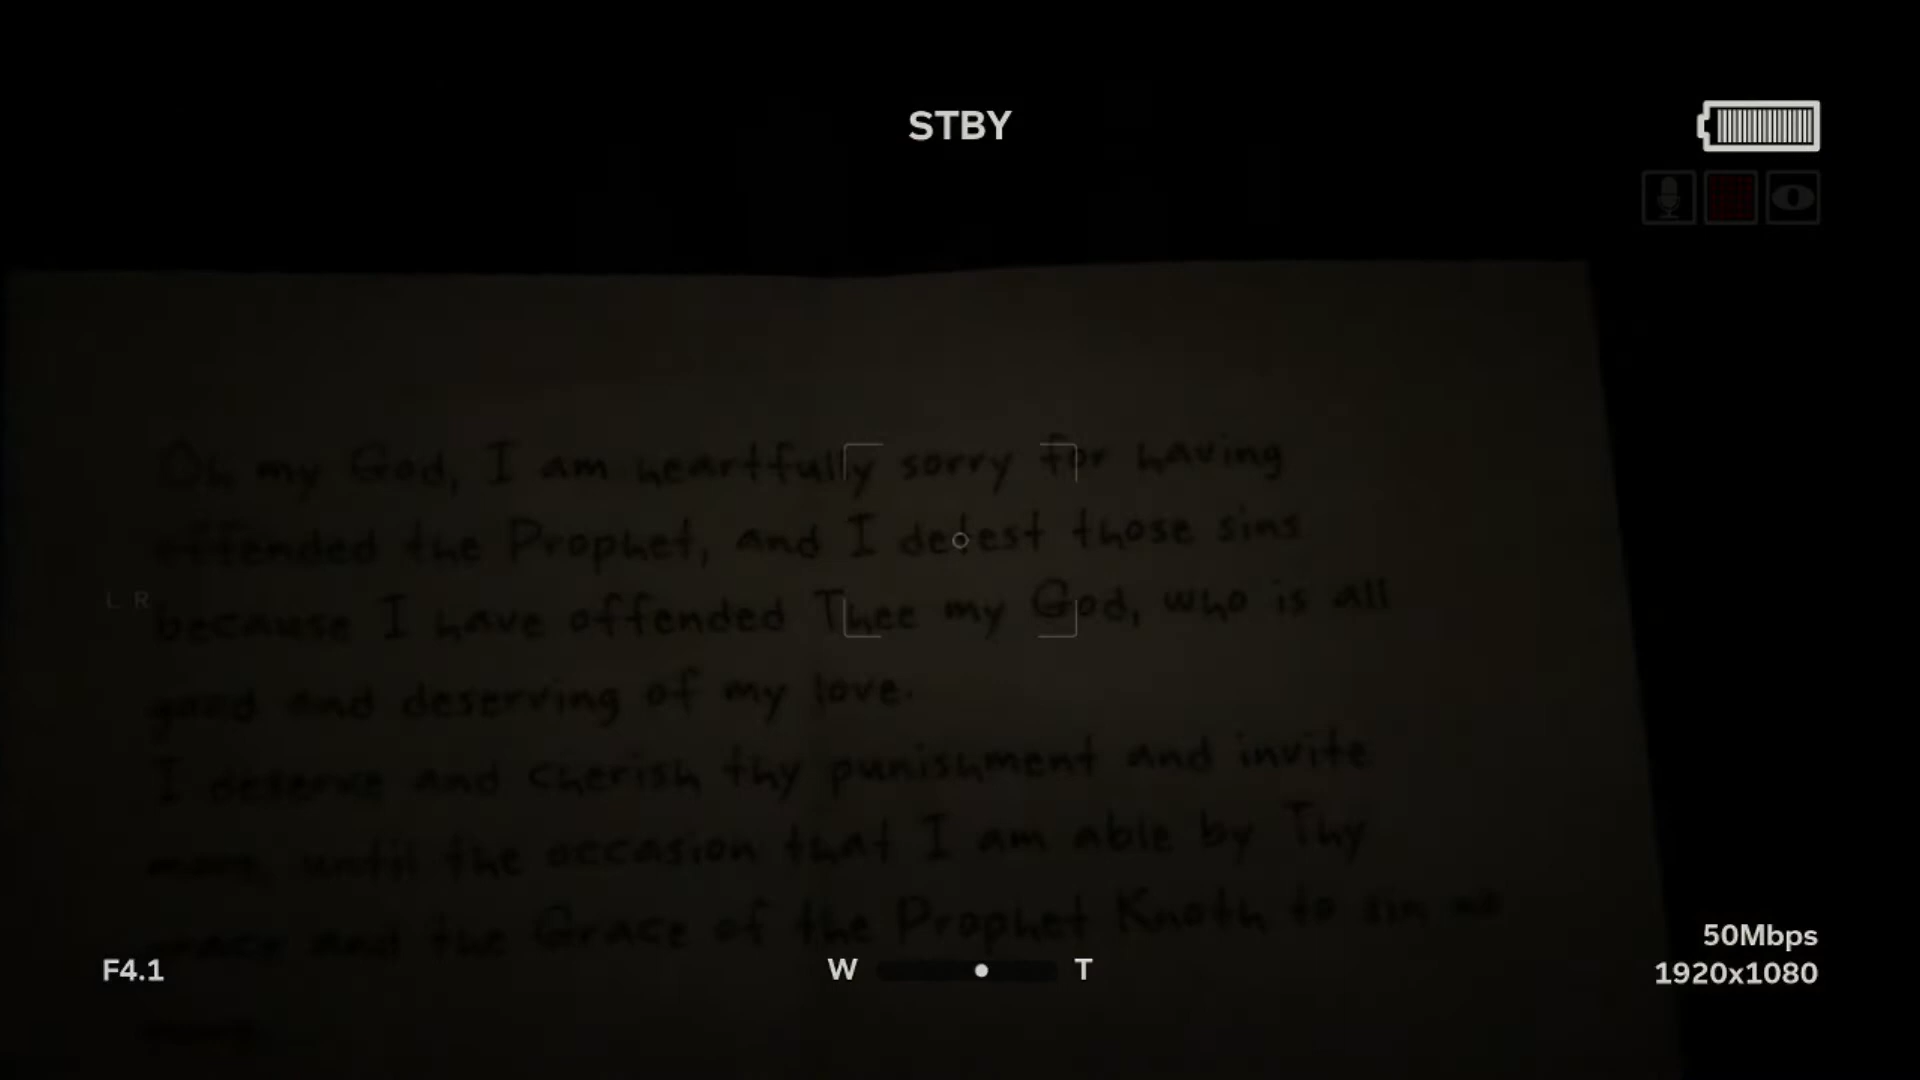 STBY
Oh my God, I am heartfully sorry for having
offended the Prophet, and I detest those sins
because I have offended Thee my God, who is all
L R
good and deserving of my love.
I deserve and cherish thy punishment and invite
more, until the occasion that I am able by Thy
grace and the Grace of the Prophet Knoth to sin no
more.
F4.1
W T
50Mbps
1920x1080